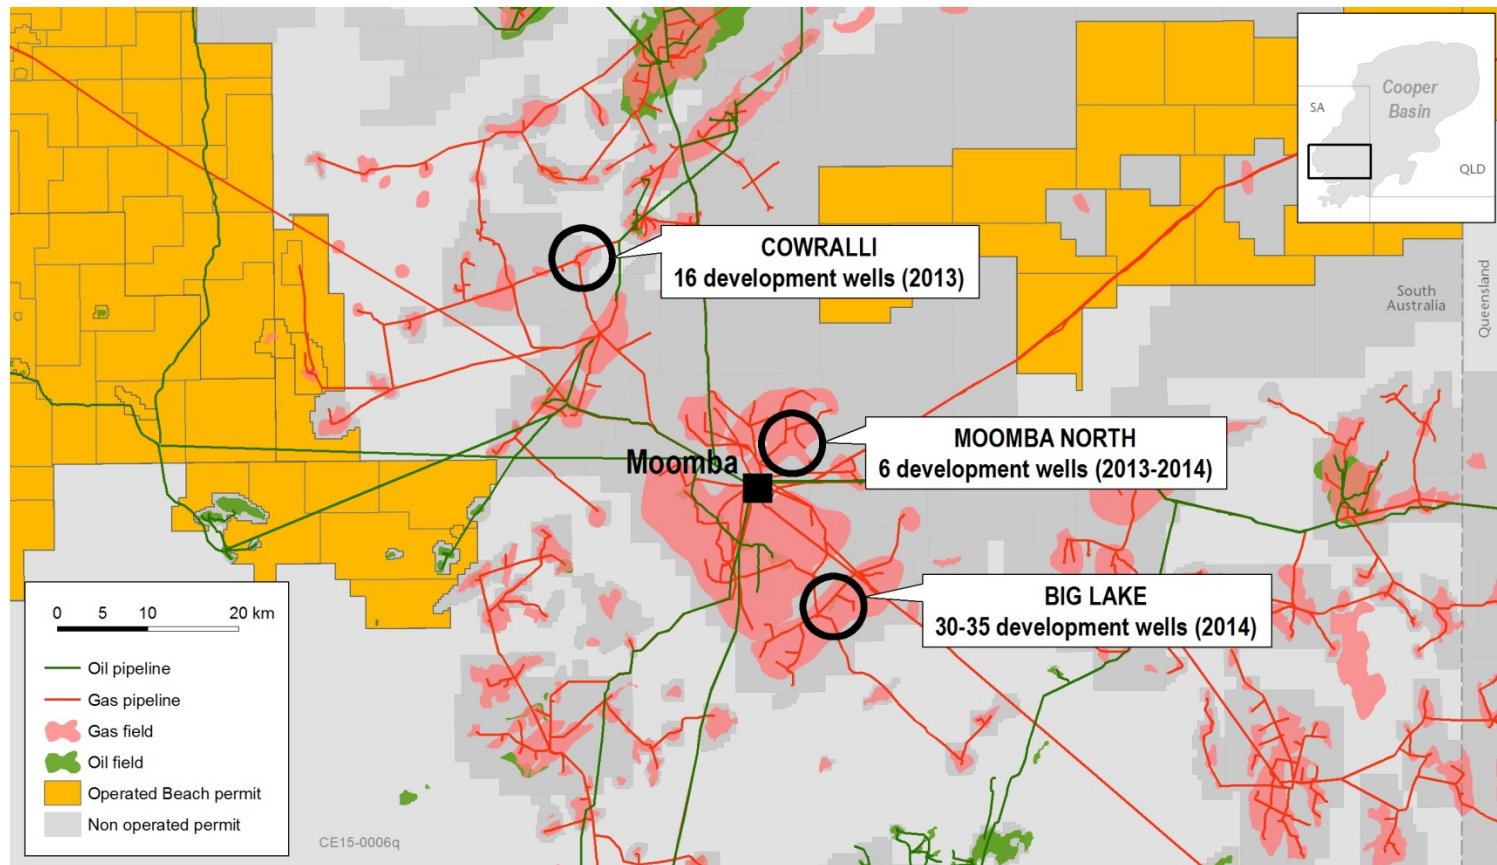 Cooper
Basin
SA
QLD
COWRALLI
16 development wells (2013)
South
Australia
Queensland
MOOMBA NORTH
6 development wells (2013-2014)
Moomba
BIG LAKE
30-35 development wells (2014)
0 5 10 20 km
Oil pipeline
Gas pipeline
Gas field
Oil field
Operated Beach permit
Non operated permit
CE15-0006q